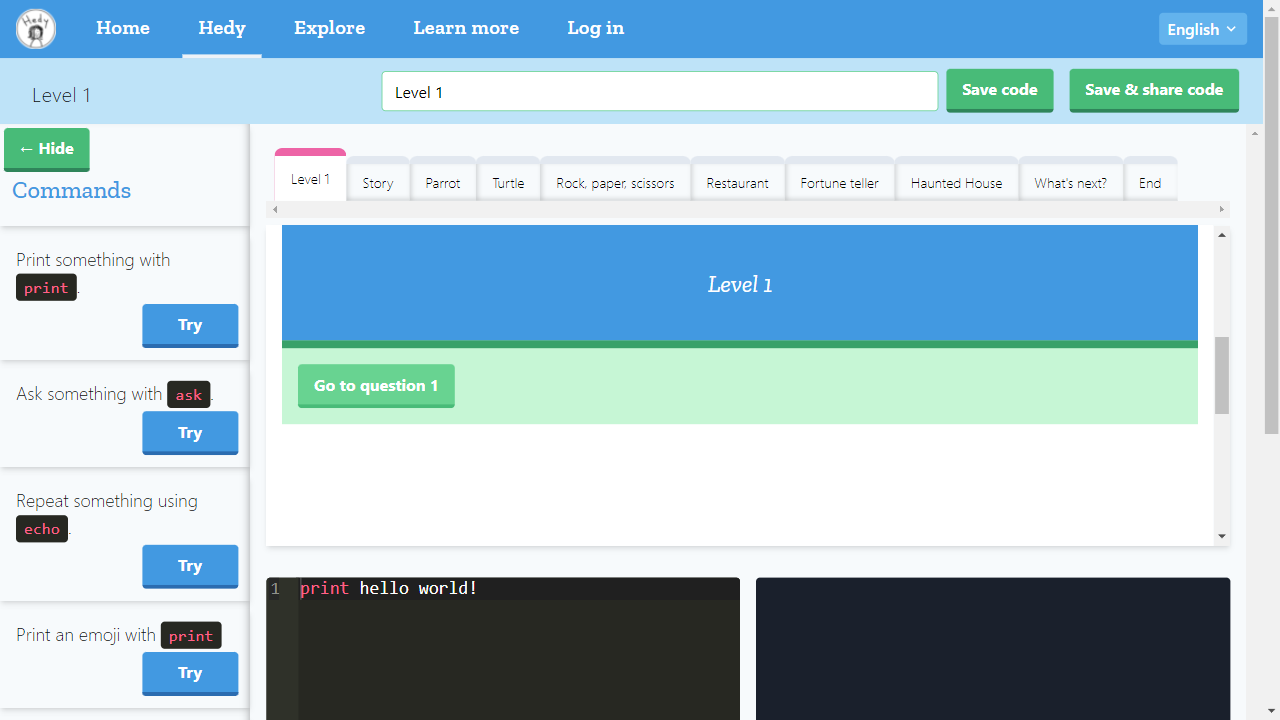 Hedy
Home
Hedy
Explore
Learn more
Log in
English
Level 1
Level 1
Save code
Save & share code
← Hide
Commands
Print something with
print.
Try
Ask something with ask.
Try
Repeat something using
echo.
Try
Print an emoji with print
Try
Level 1
Story
Parrot
Turtle
Rock, paper, scissors
Restaurant
Fortune teller
Haunted House
What's next?
End
Level 1
Go to question 1
1 print hello world!